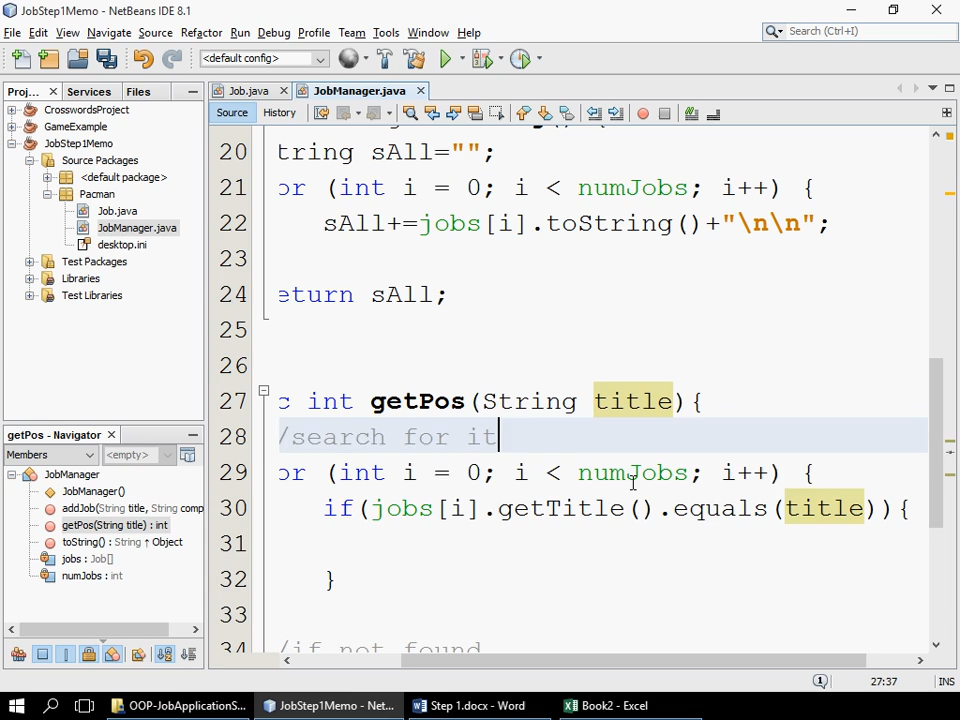 JobStep1Memo - NetBeans IDE 8.1
File Edit View Navigate Source Refactor Run Debug Profile Team Tools Window Help
Search (Ctrl+I)
<default config>
Proj... Services Files
Job.java JobManager.java
CrosswordsProject
GameExample
JobStep1Memo
Source Packages
<default package>
Pacman
Job.java
JobManager.java
desktop.ini
Test Packages
Libraries
Test Libraries
Source History
20 tring sAll="";
21 or (int i = 0; i < numJobs; i++) {
22 sAll+=jobs[i].toString()+"\n\n";
23
24 eturn sAll;
25
26
27 c int getPos(String title){
28 /search for it
29 or (int i = 0; i < numJobs; i++) {
30 if(jobs[i].getTitle().equals(title)){
31
32 }
33
34 /if not found
getPos - Navigator
Members <empty>
JobManager
JobManager()
addJob(String title, String comp
getPos(String title) : int
toString() : String ↑ Object
jobs : Job[]
numJobs : int
27:37 INS
OOP-JobApplicationS...
JobStep1Memo - Net...
Step 1.docx - Word
Book2 - Excel